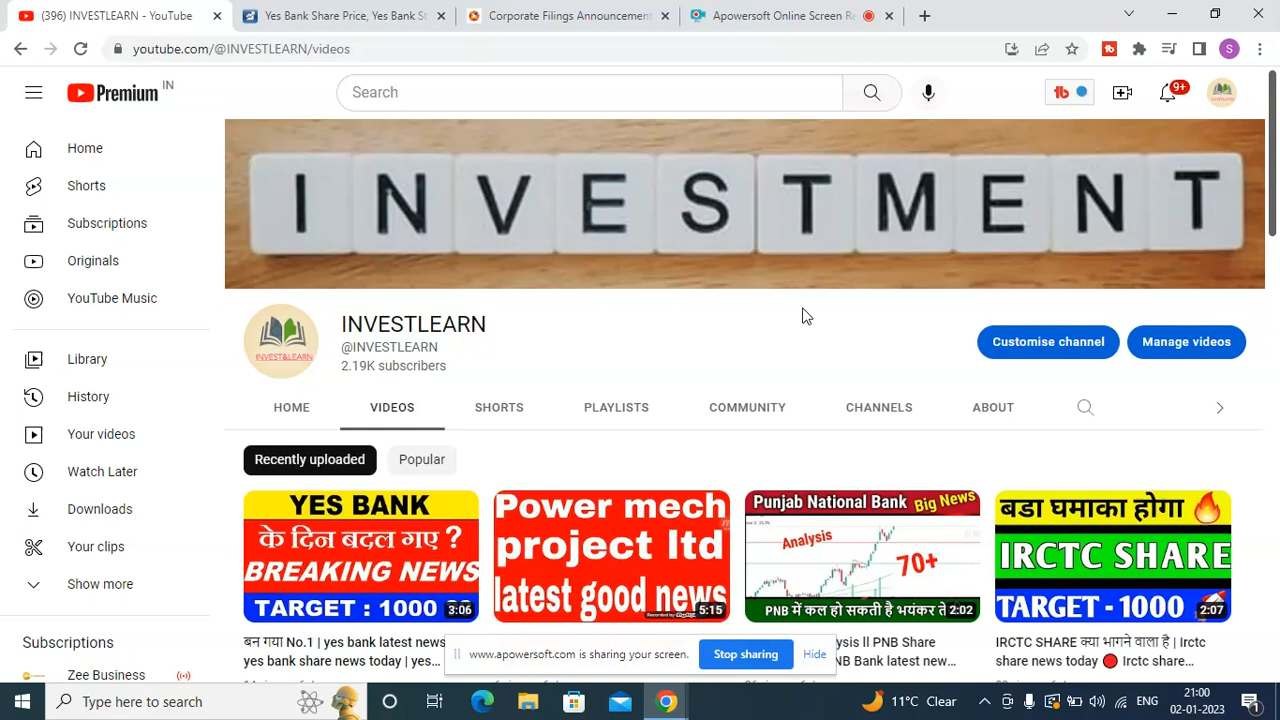 (396) INVESTLEARN - YouTube
Yes Bank Share Price, Yes Bank St
Corporate Filings Announcement
Apowersoft Online Screen Re
youtube.com/@INVESTLEARN/videos
S
Premium IN
Search
9+
Home
Shorts
Subscriptions
Originals
YouTube Music
Library
History
Your videos
Watch Later
Downloads
Your clips
Show more
Subscriptions
Zee Business
INVESTMENT
INVEST&LEARN
INVESTLEARN
@INVESTLEARN
2.19K subscribers
Customise channel
Manage videos
HOME VIDEOS SHORTS PLAYLISTS COMMUNITY CHANNELS ABOUT
Recently uploaded Popular
YES BANK
के दिन बदल गए ?
BREAKING NEWS
TARGET : 1000
3:06
बन गया No.1 | yes bank latest news
yes bank share news today | yes...
Power mech
project ltd
latest good news
5:15
Punjab National Bank Big News
Analysis
70+
PNB में कल हो सकती है भयंकर ते
2:02
ysis ll PNB Share
NB Bank latest new...
बडा घमाका होगा
IRCTC SHARE
TARGET - 1000
2:07
IRCTC SHARE क्या भागने वाला है | Irctc
share news today Irctc share...
www.apowersoft.com is sharing your screen.
Stop sharing
Hide
Type here to search
11°C Clear
ENG
21:00
02-01-2023
1